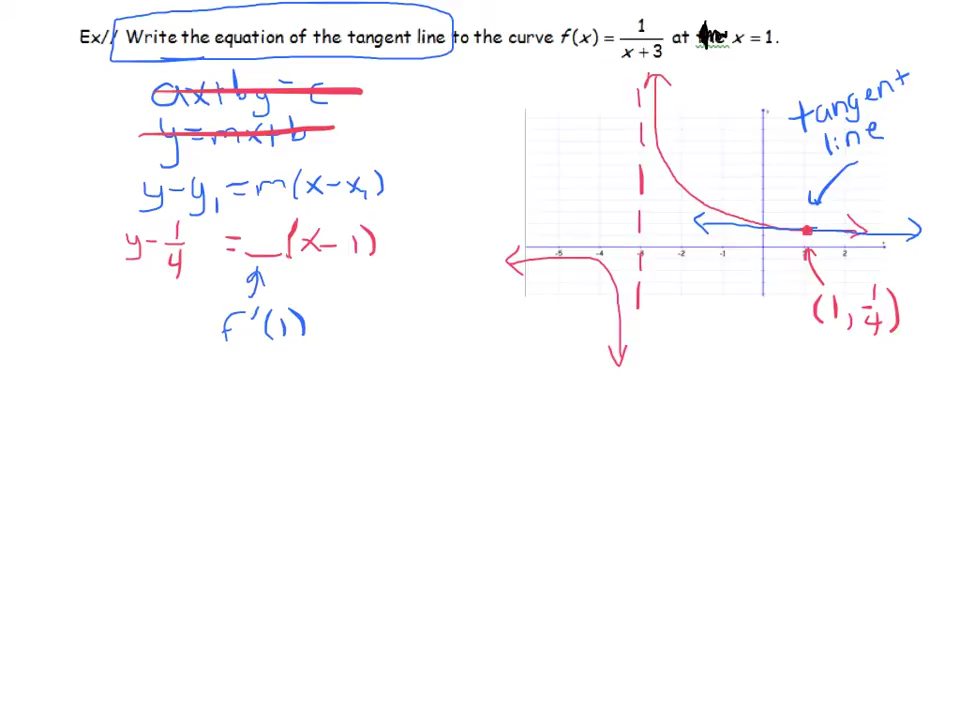 Ex// Write the equation of the tangent line to the curve f(x) = 1/(x + 3) at the x = 1.
ax+by=c
y=mx+b
y-y₁=m(x-x₁)
y-1/4 = __(x-1)
f'(1)
tangent
line
-5 -4 -3 -2 -1 2
(1, 1/4)